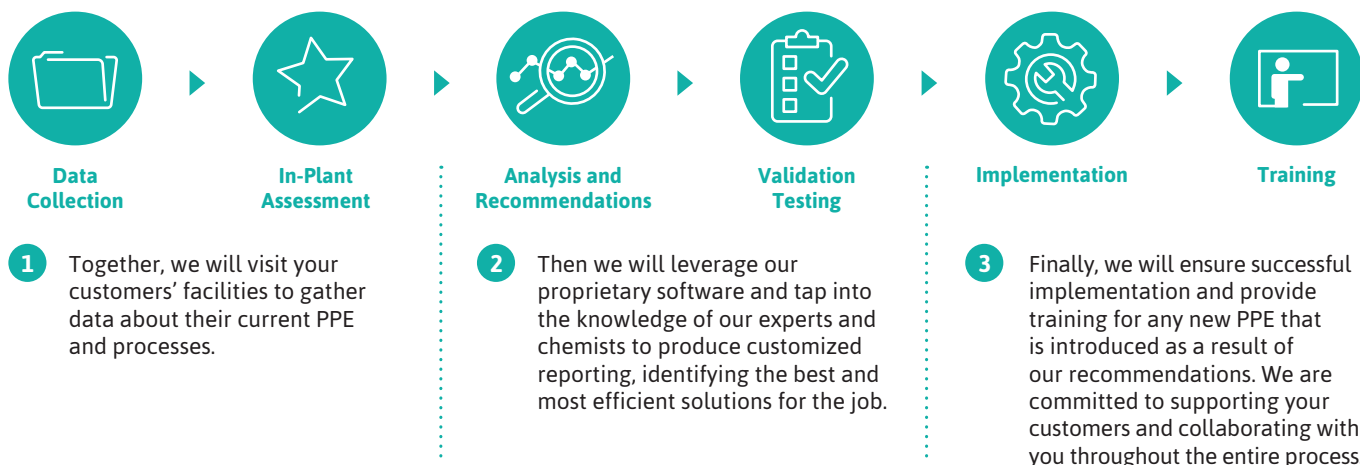 Data
Collection
In-Plant
Assessment
Analysis and
Recommendations
Validation
Testing
Implementation
Training
1 Together, we will visit your
customers’ facilities to gather
data about their current PPE
and processes.
2 Then we will leverage our
proprietary software and tap into
the knowledge of our experts and
chemists to produce customized
reporting, identifying the best and
most efficient solutions for the job.
3 Finally, we will ensure successful
implementation and provide
training for any new PPE that
is introduced as a result of
our recommendations. We are
committed to supporting your
customers and collaborating with
you throughout the entire process